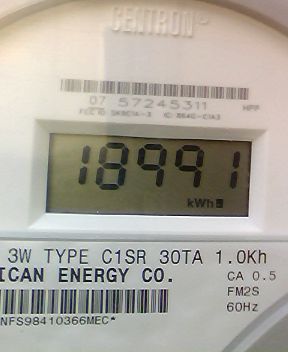 CENTRON
07 57245311 HPP
18991
kWh
3W TYPE C1SR 30TA 1.0Kh
ICAN ENERGY CO.
CA 0.5
FM2S
60Hz
NFS98410366MEC*